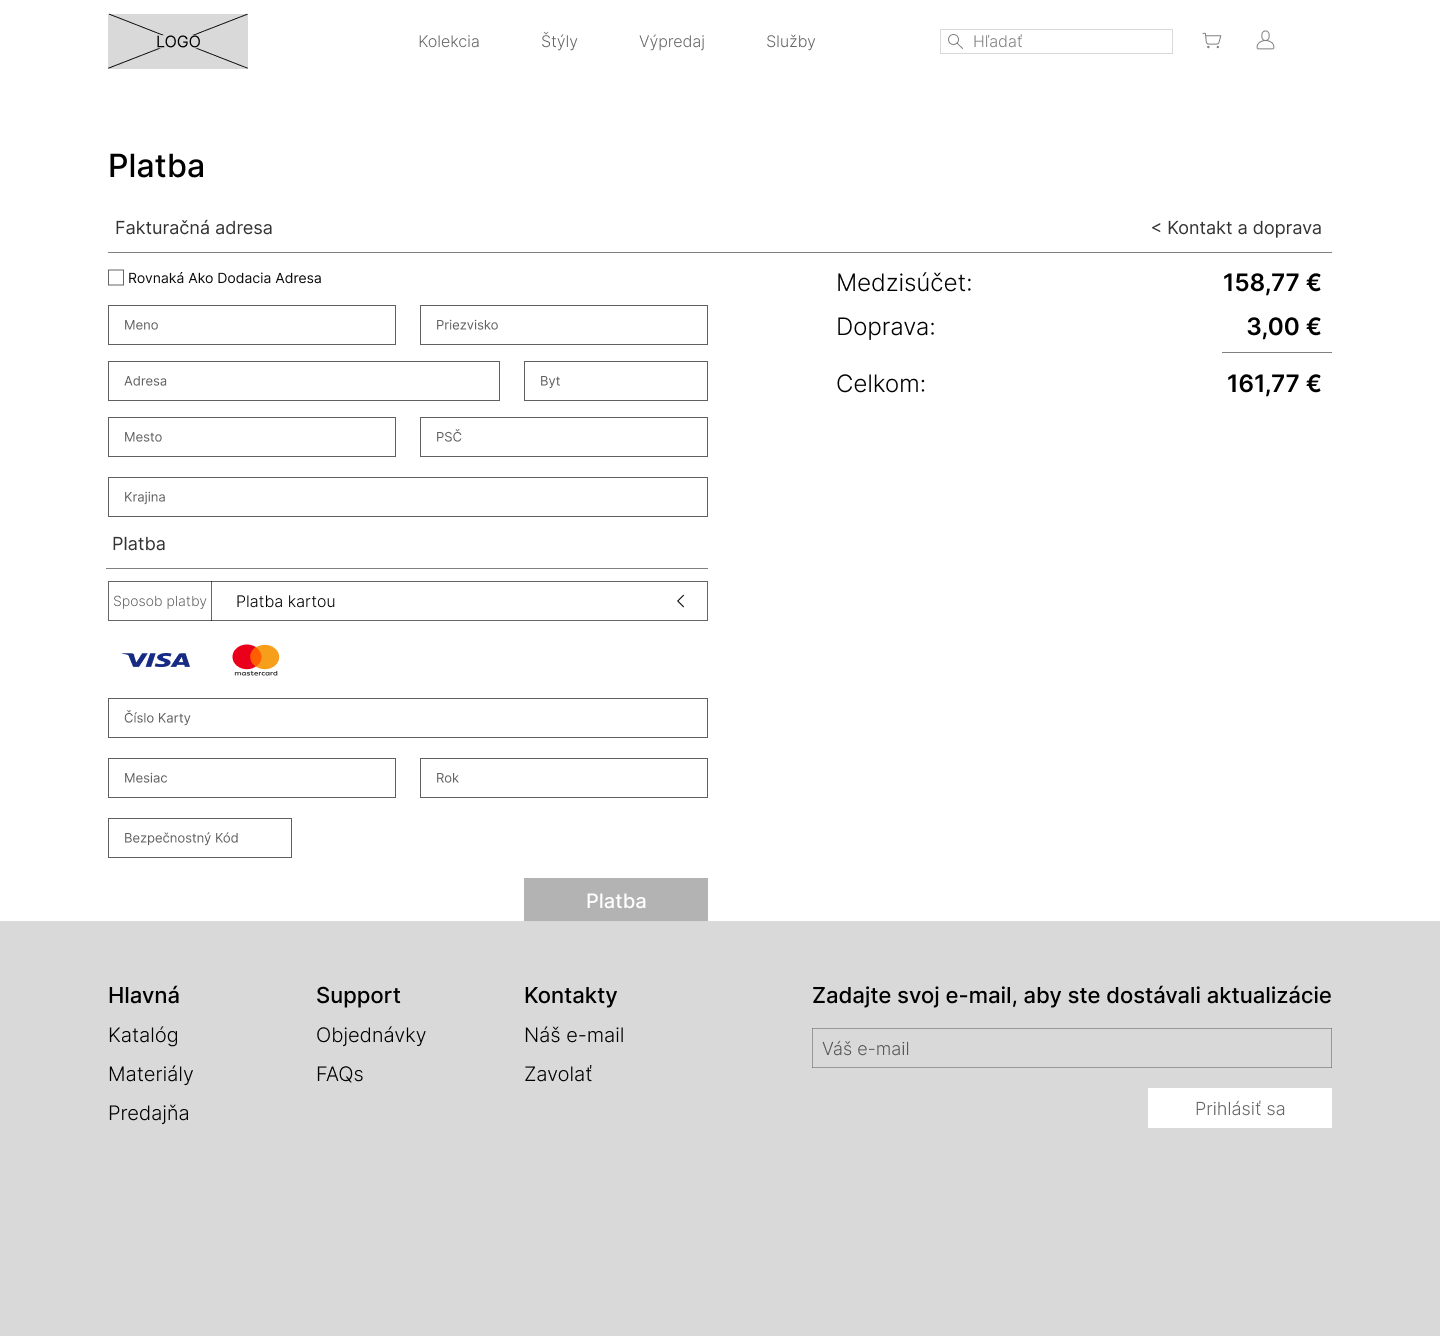 LOGO
Kolekcia
Štýly
Výpredaj
Služby
Hľadať
Platba
Fakturačná adresa
< Kontakt a doprava
Rovnaká Ako Dodacia Adresa
Meno
Priezvisko
Adresa
Byt
Mesto
PSČ
Krajina
Medzisúčet: 158,77 €
Doprava: 3,00 €
Celkom: 161,77 €
Platba
Sposob platby
Platba kartou
VISA
mastercard
Číslo Karty
Mesiac
Rok
Bezpečnostný Kód
Platba
Hlavná
Katalóg
Materiály
Predajňa
Support
Objednávky
FAQs
Kontakty
Náš e-mail
Zavolať
Zadajte svoj e-mail, aby ste dostávali aktualizácie
Váš e-mail
Prihlásiť sa